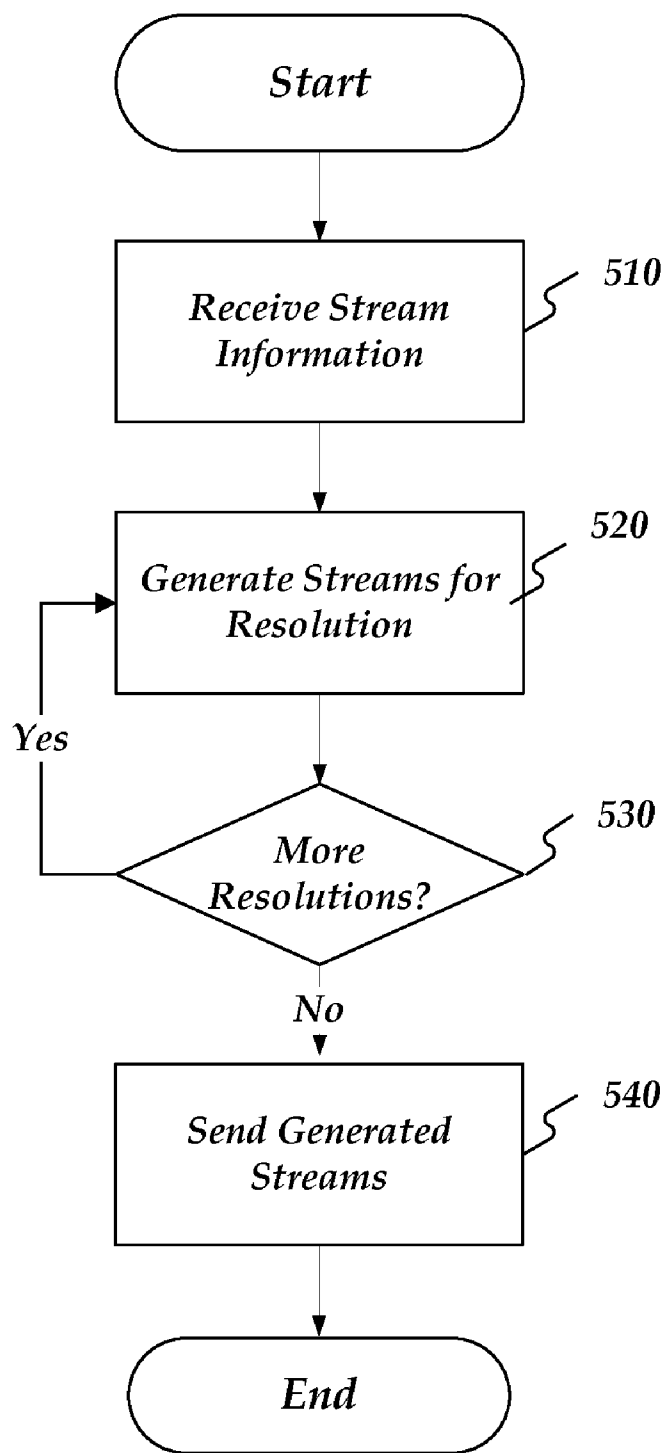 Start
510
Receive Stream
Information
520
Generate Streams for
Resolution
Yes
530
More
Resolutions?
No
540
Send Generated
Streams
End